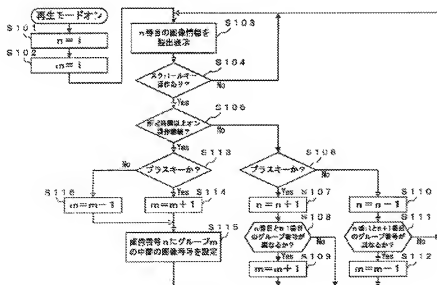 再生モードオン
S101
n=1
S102
m=1
S103
n番目の画像情報を
読出表示
S104
スクロールキー
操作あり?
Yes
No
S105
所定時間以上オン
操作継続?
Yes
No
S113
プラスキーか?
No
Yes
S116
m=m-1
S114
m=m+1
S115
画像番号nにグループm
の中の画像番号を設定
S106
プラスキーか?
Yes
No
S107
n=n+1
S108
n番目とn-1番目
のグループ番号が
異なるか?
Yes
No
S109
m=m+1
S110
n=n-1
S111
n番目とn+1番目
のグループ番号が
異なるか?
Yes
No
S112
m=m-1